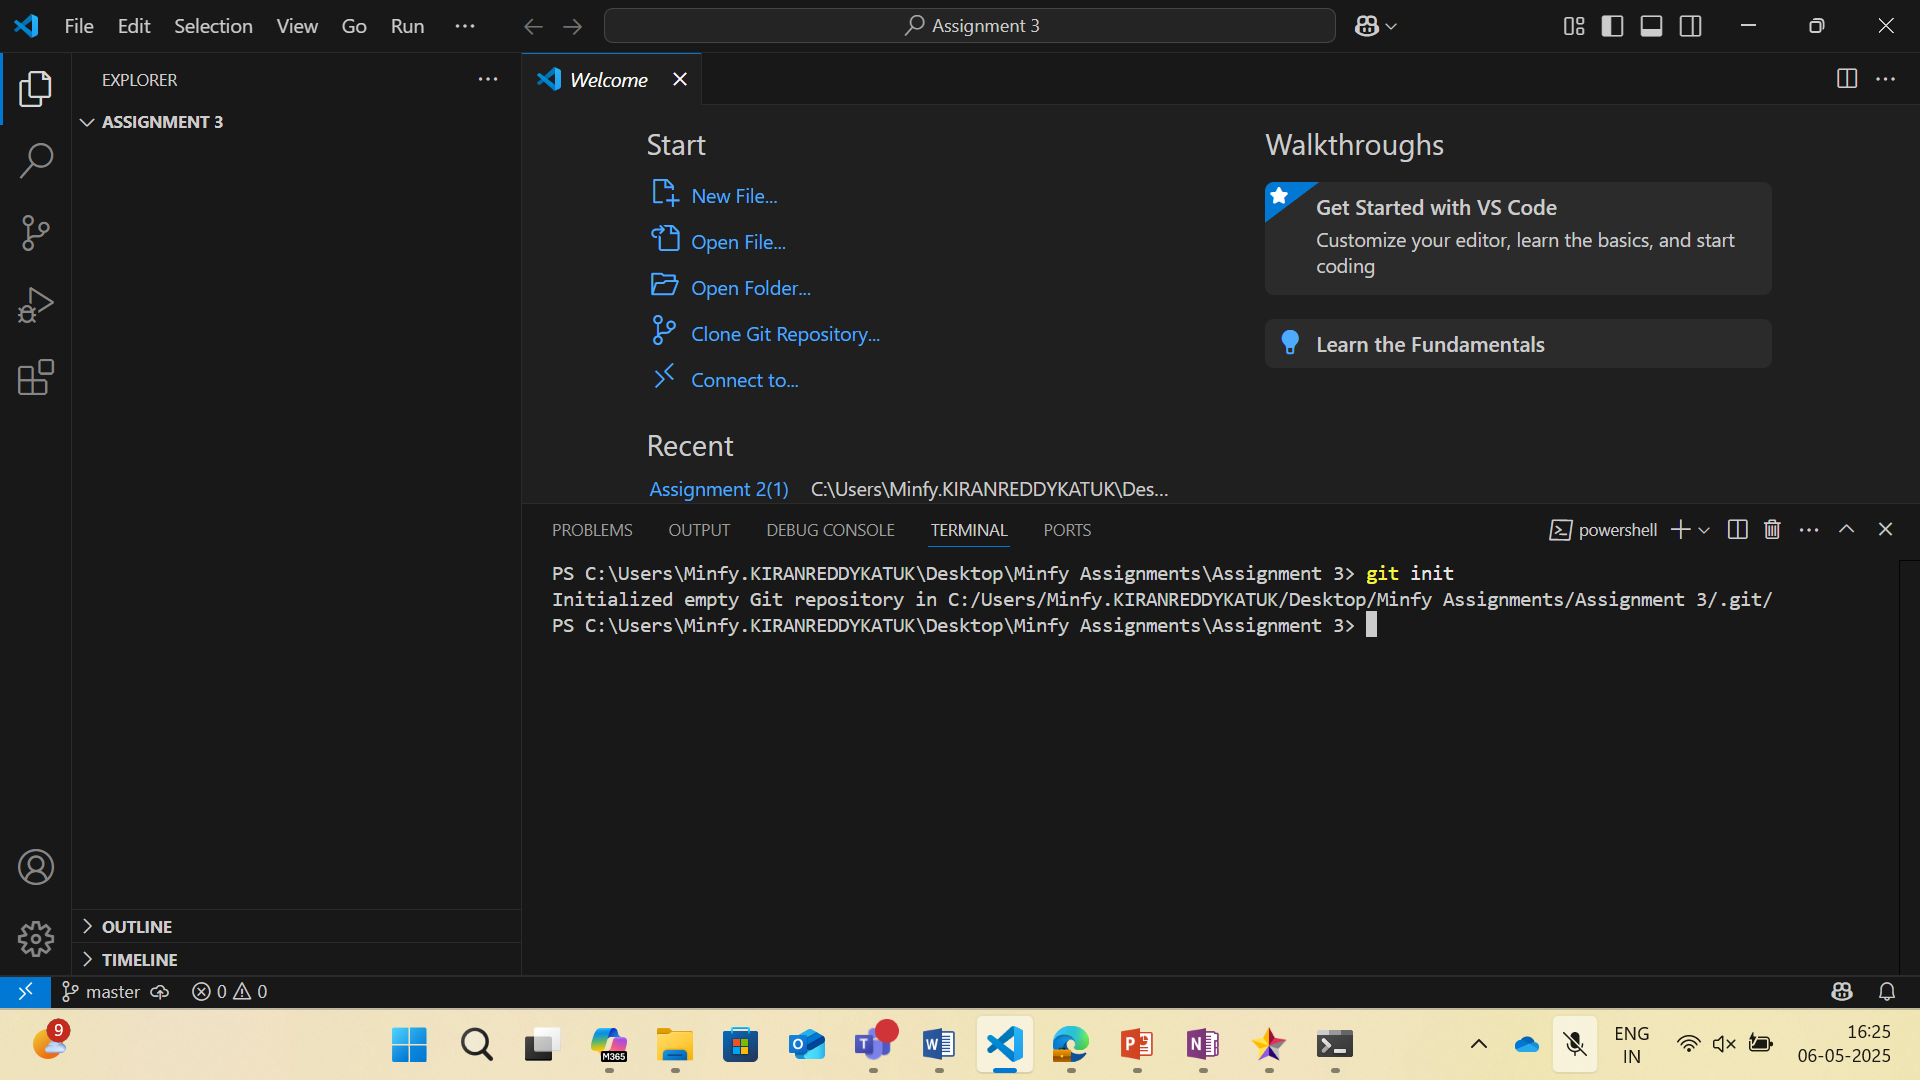 File Edit Selection View Go Run ···
Assignment 3
EXPLORER
ASSIGNMENT 3
Welcome
Start
New File...
Open File...
Open Folder...
Clone Git Repository...
Connect to...
Recent
Assignment 2(1) C:\Users\Minfy.KIRANREDDYKATUK\Des...
Walkthroughs
Get Started with VS Code
Customize your editor, learn the basics, and start
coding
Learn the Fundamentals
PROBLEMS OUTPUT DEBUG CONSOLE TERMINAL PORTS
powershell
PS C:\Users\Minfy.KIRANREDDYKATUK\Desktop\Minfy Assignments\Assignment 3> git init
Initialized empty Git repository in C:/Users/Minfy.KIRANREDDYKATUK/Desktop/Minfy Assignments/Assignment 3/.git/
PS C:\Users\Minfy.KIRANREDDYKATUK\Desktop\Minfy Assignments\Assignment 3>
OUTLINE
TIMELINE
master 0 0
9
M365
ENG
IN
16:25
06-05-2025